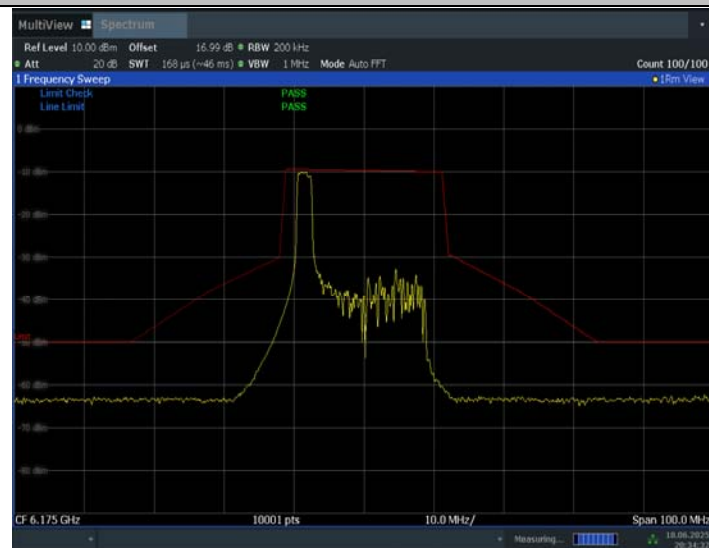 MultiView Spectrum
Ref Level 10.00 dBm Offset 16.99 dB RBW 200 kHz
Att 20 dB SWT 168 µs (~46 ms) VBW 1 MHz Mode Auto FFT Count 100/100
1 Frequency Sweep 1Rm View
Limit Check PASS
Line Limit PASS
0 dBm
-10 dBm
-20 dBm
-30 dBm
-40 dBm
-60 dBm
-70 dBm
-80 dBm
CF 6.175 GHz 10001 pts 10.0 MHz/ Span 100.0 MHz
Measuring... 18.06.2025
20:34:37